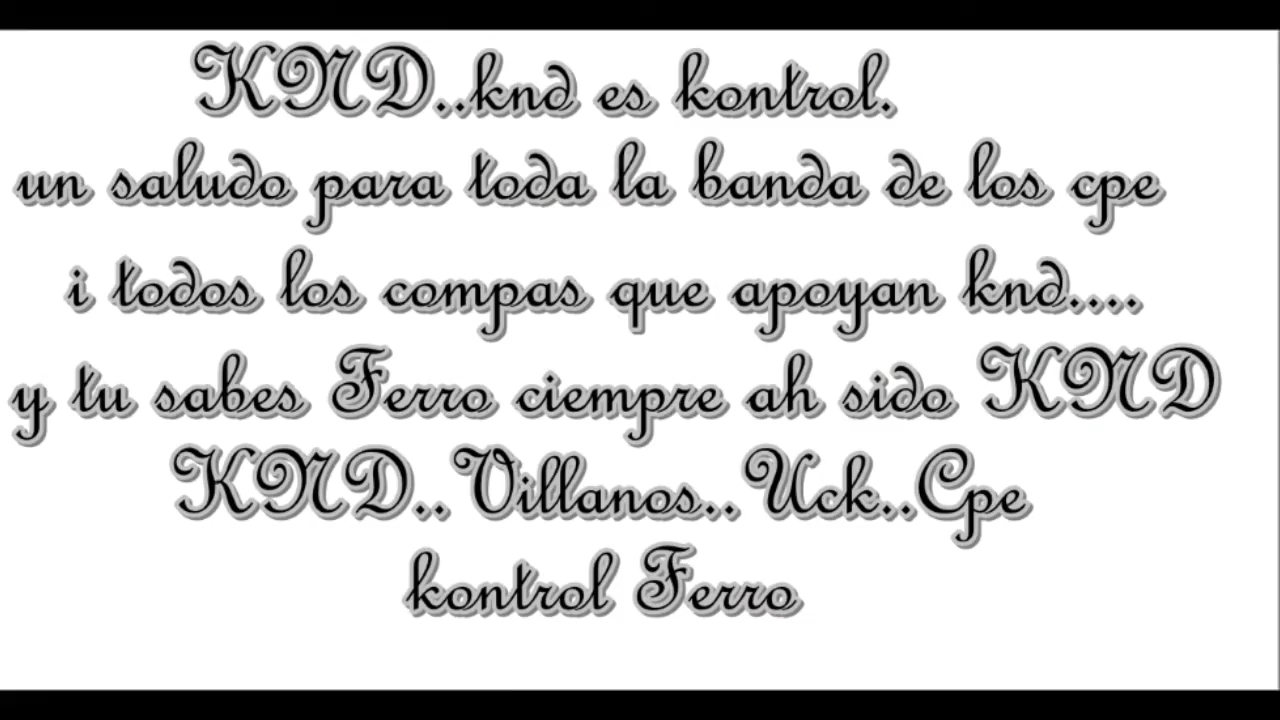 KND..knd es kontrol.
un saludo para toda la banda de los cpe
i todos los compas que apoyan knd....
y tu sabes Ferro ciempre ah sido KND
KND..Villanos..Uck..Cpe
kontrol Ferro